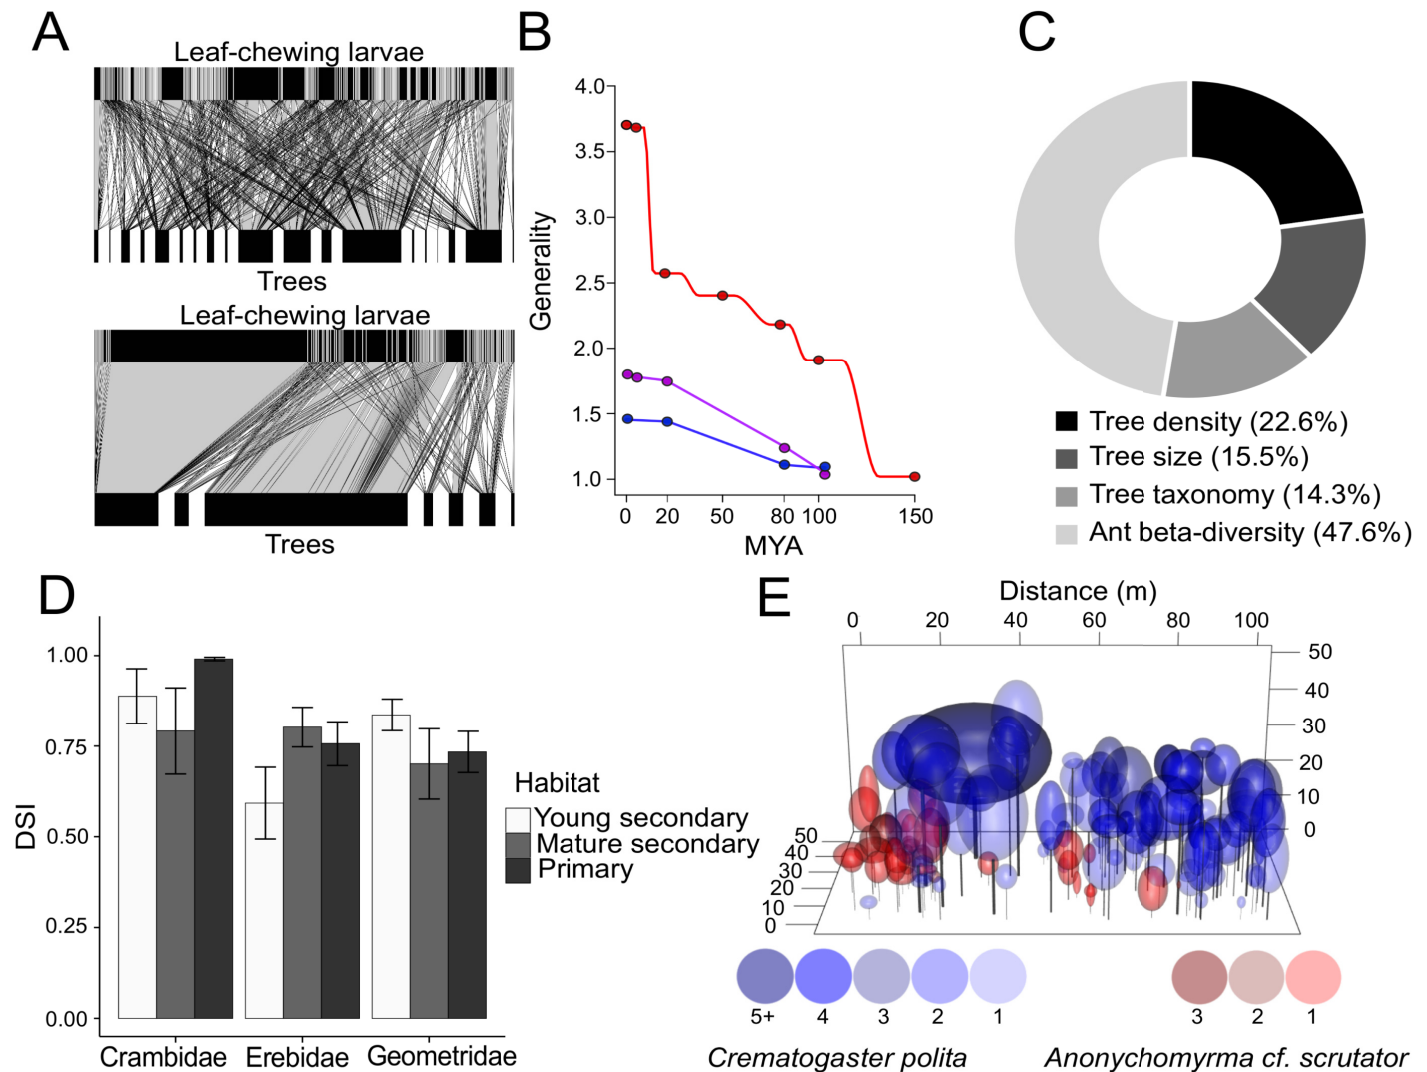 A
Leaf-chewing larvae
Trees
Leaf-chewing larvae
Trees
B
Generality
4.0
3.5
3.0
2.5
2.0
1.5
1.0
0 20 50 80 100 150
MYA
C
Tree density (22.6%)
Tree size (15.5%)
Tree taxonomy (14.3%)
Ant beta-diversity (47.6%)
D
DSI
1.00
0.75
0.50
0.25
0.00
Crambidae Erebidae Geometridae
Habitat
Young secondary
Mature secondary
Primary
E
Distance (m)
0 20 40 60 80 100
50
40
30
20
10
0
50
40
30
20
10
0
5+ 4 3 2 1
Crematogaster polita
3 2 1
Anonychomyrma cf. scrutator